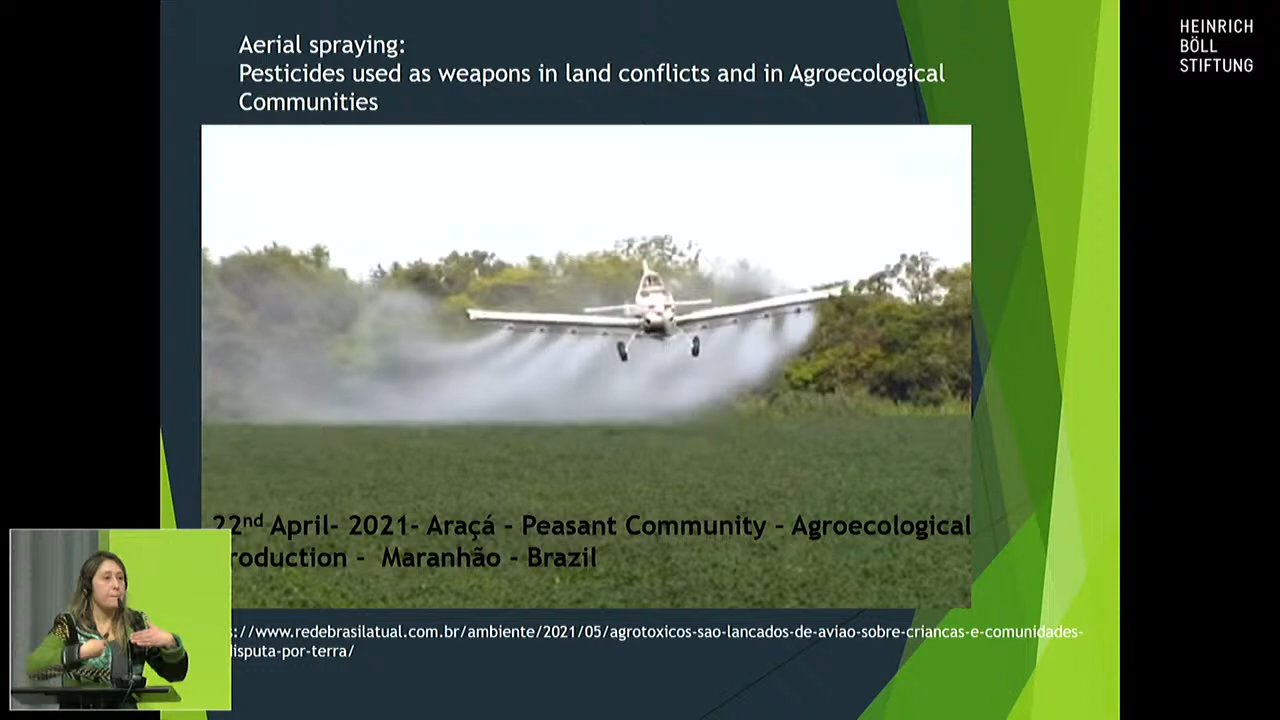 HEINRICH
BÖLL
STIFTUNG
Aerial spraying:
Pesticides used as weapons in land conflicts and in Agroecological
Communities
22nd April- 2021- Araçá - Peasant Community - Agroecological
roduction - Maranhão - Brazil
s://www.redebrasilatual.com.br/ambiente/2021/05/agrotoxicos-sao-lancados-de-aviao-sobre-criancas-e-comunidades-
disputa-por-terra/